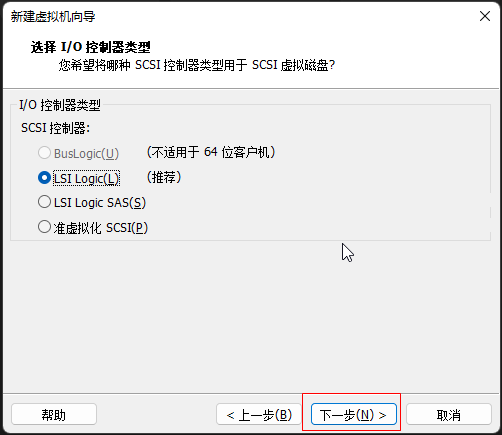 新建虚拟机向导
选择 I/O 控制器类型
您希望将哪种 SCSI 控制器类型用于 SCSI 虚拟磁盘?
I/O 控制器类型
SCSI 控制器:
BusLogic(U) (不适用于 64 位客户机)
LSI Logic(L) (推荐)
LSI Logic SAS(S)
准虚拟化 SCSI(P)
帮助 < 上一步(B) 下一步(N) > 取消